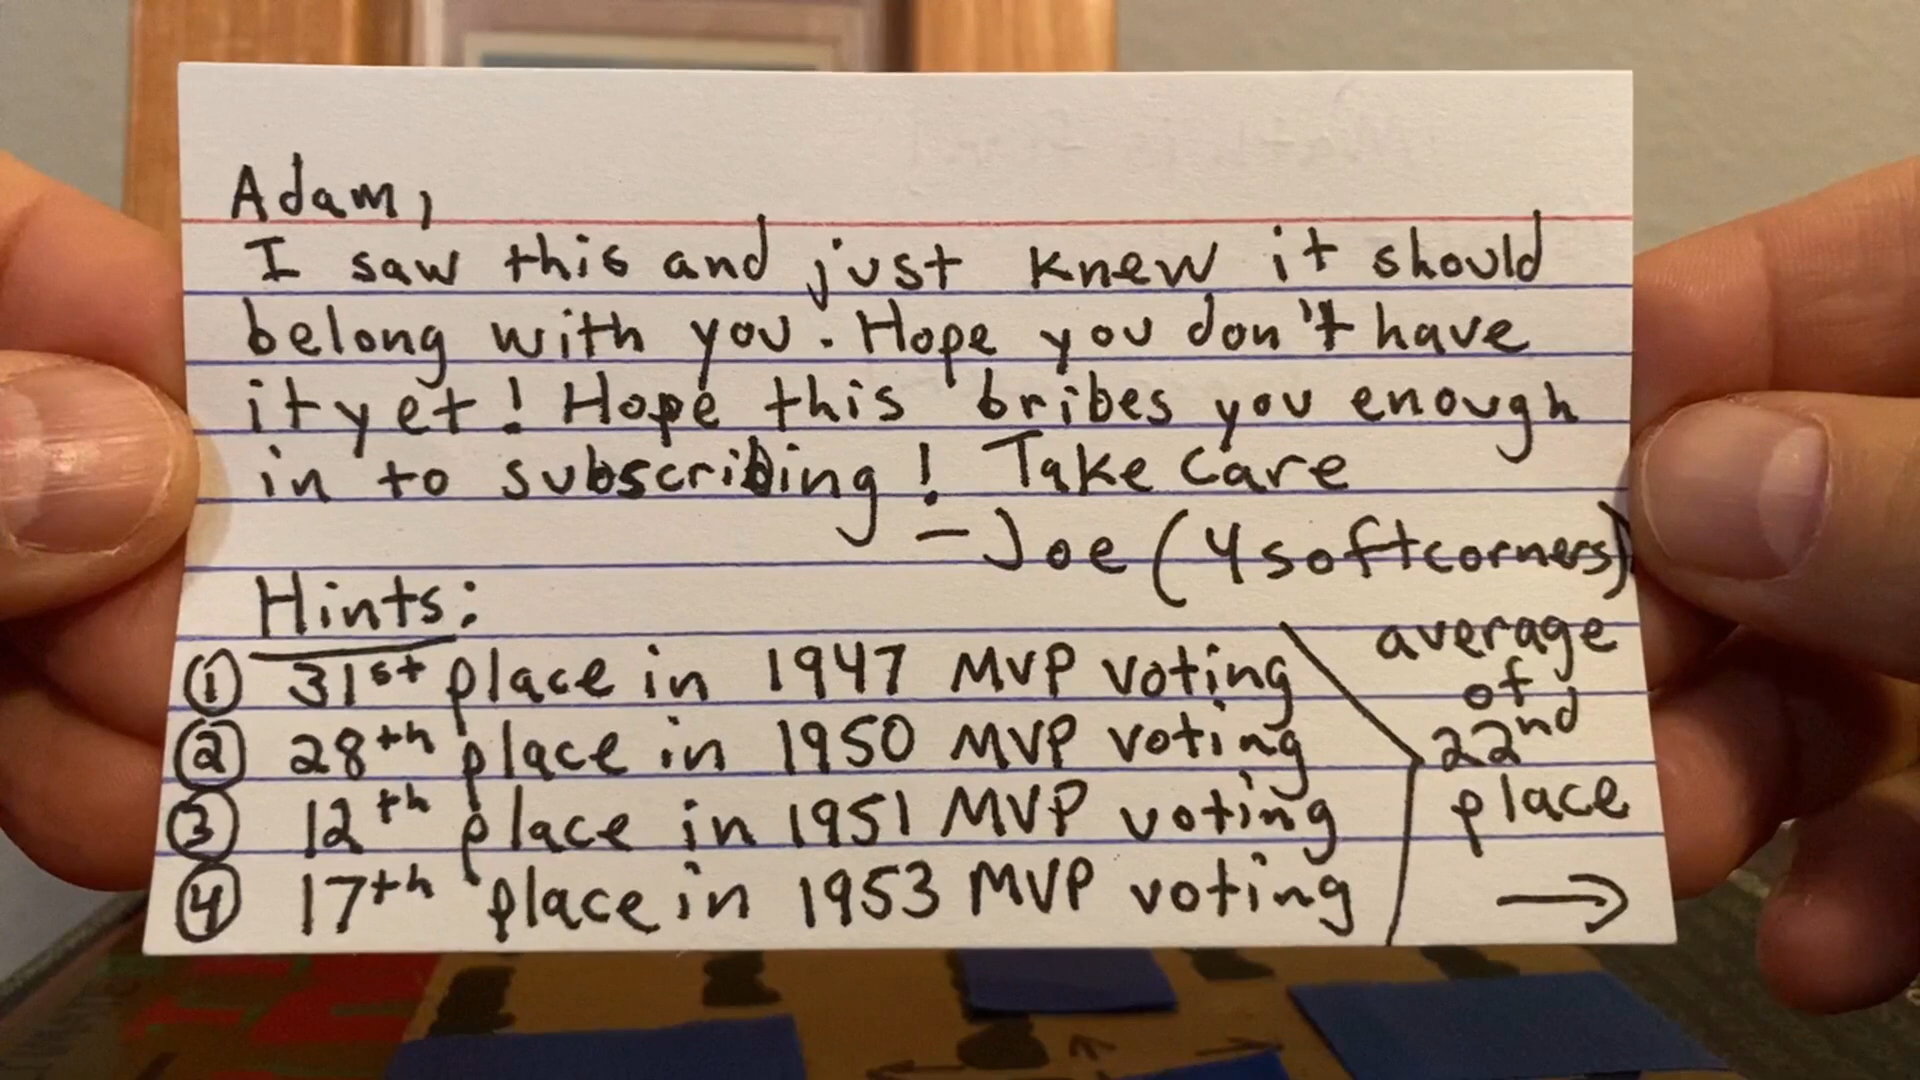 Adam,
I saw this and just knew it should
belong with you. Hope you don't have
it yet! Hope this bribes you enough
in to subscribing! Take care
- Joe (4softcorners)
Hints:
① 31st place in 1947 MVP voting
② 28th place in 1950 MVP voting
③ 12th place in 1951 MVP voting
④ 17th place in 1953 MVP voting
average
of
22nd
place
→